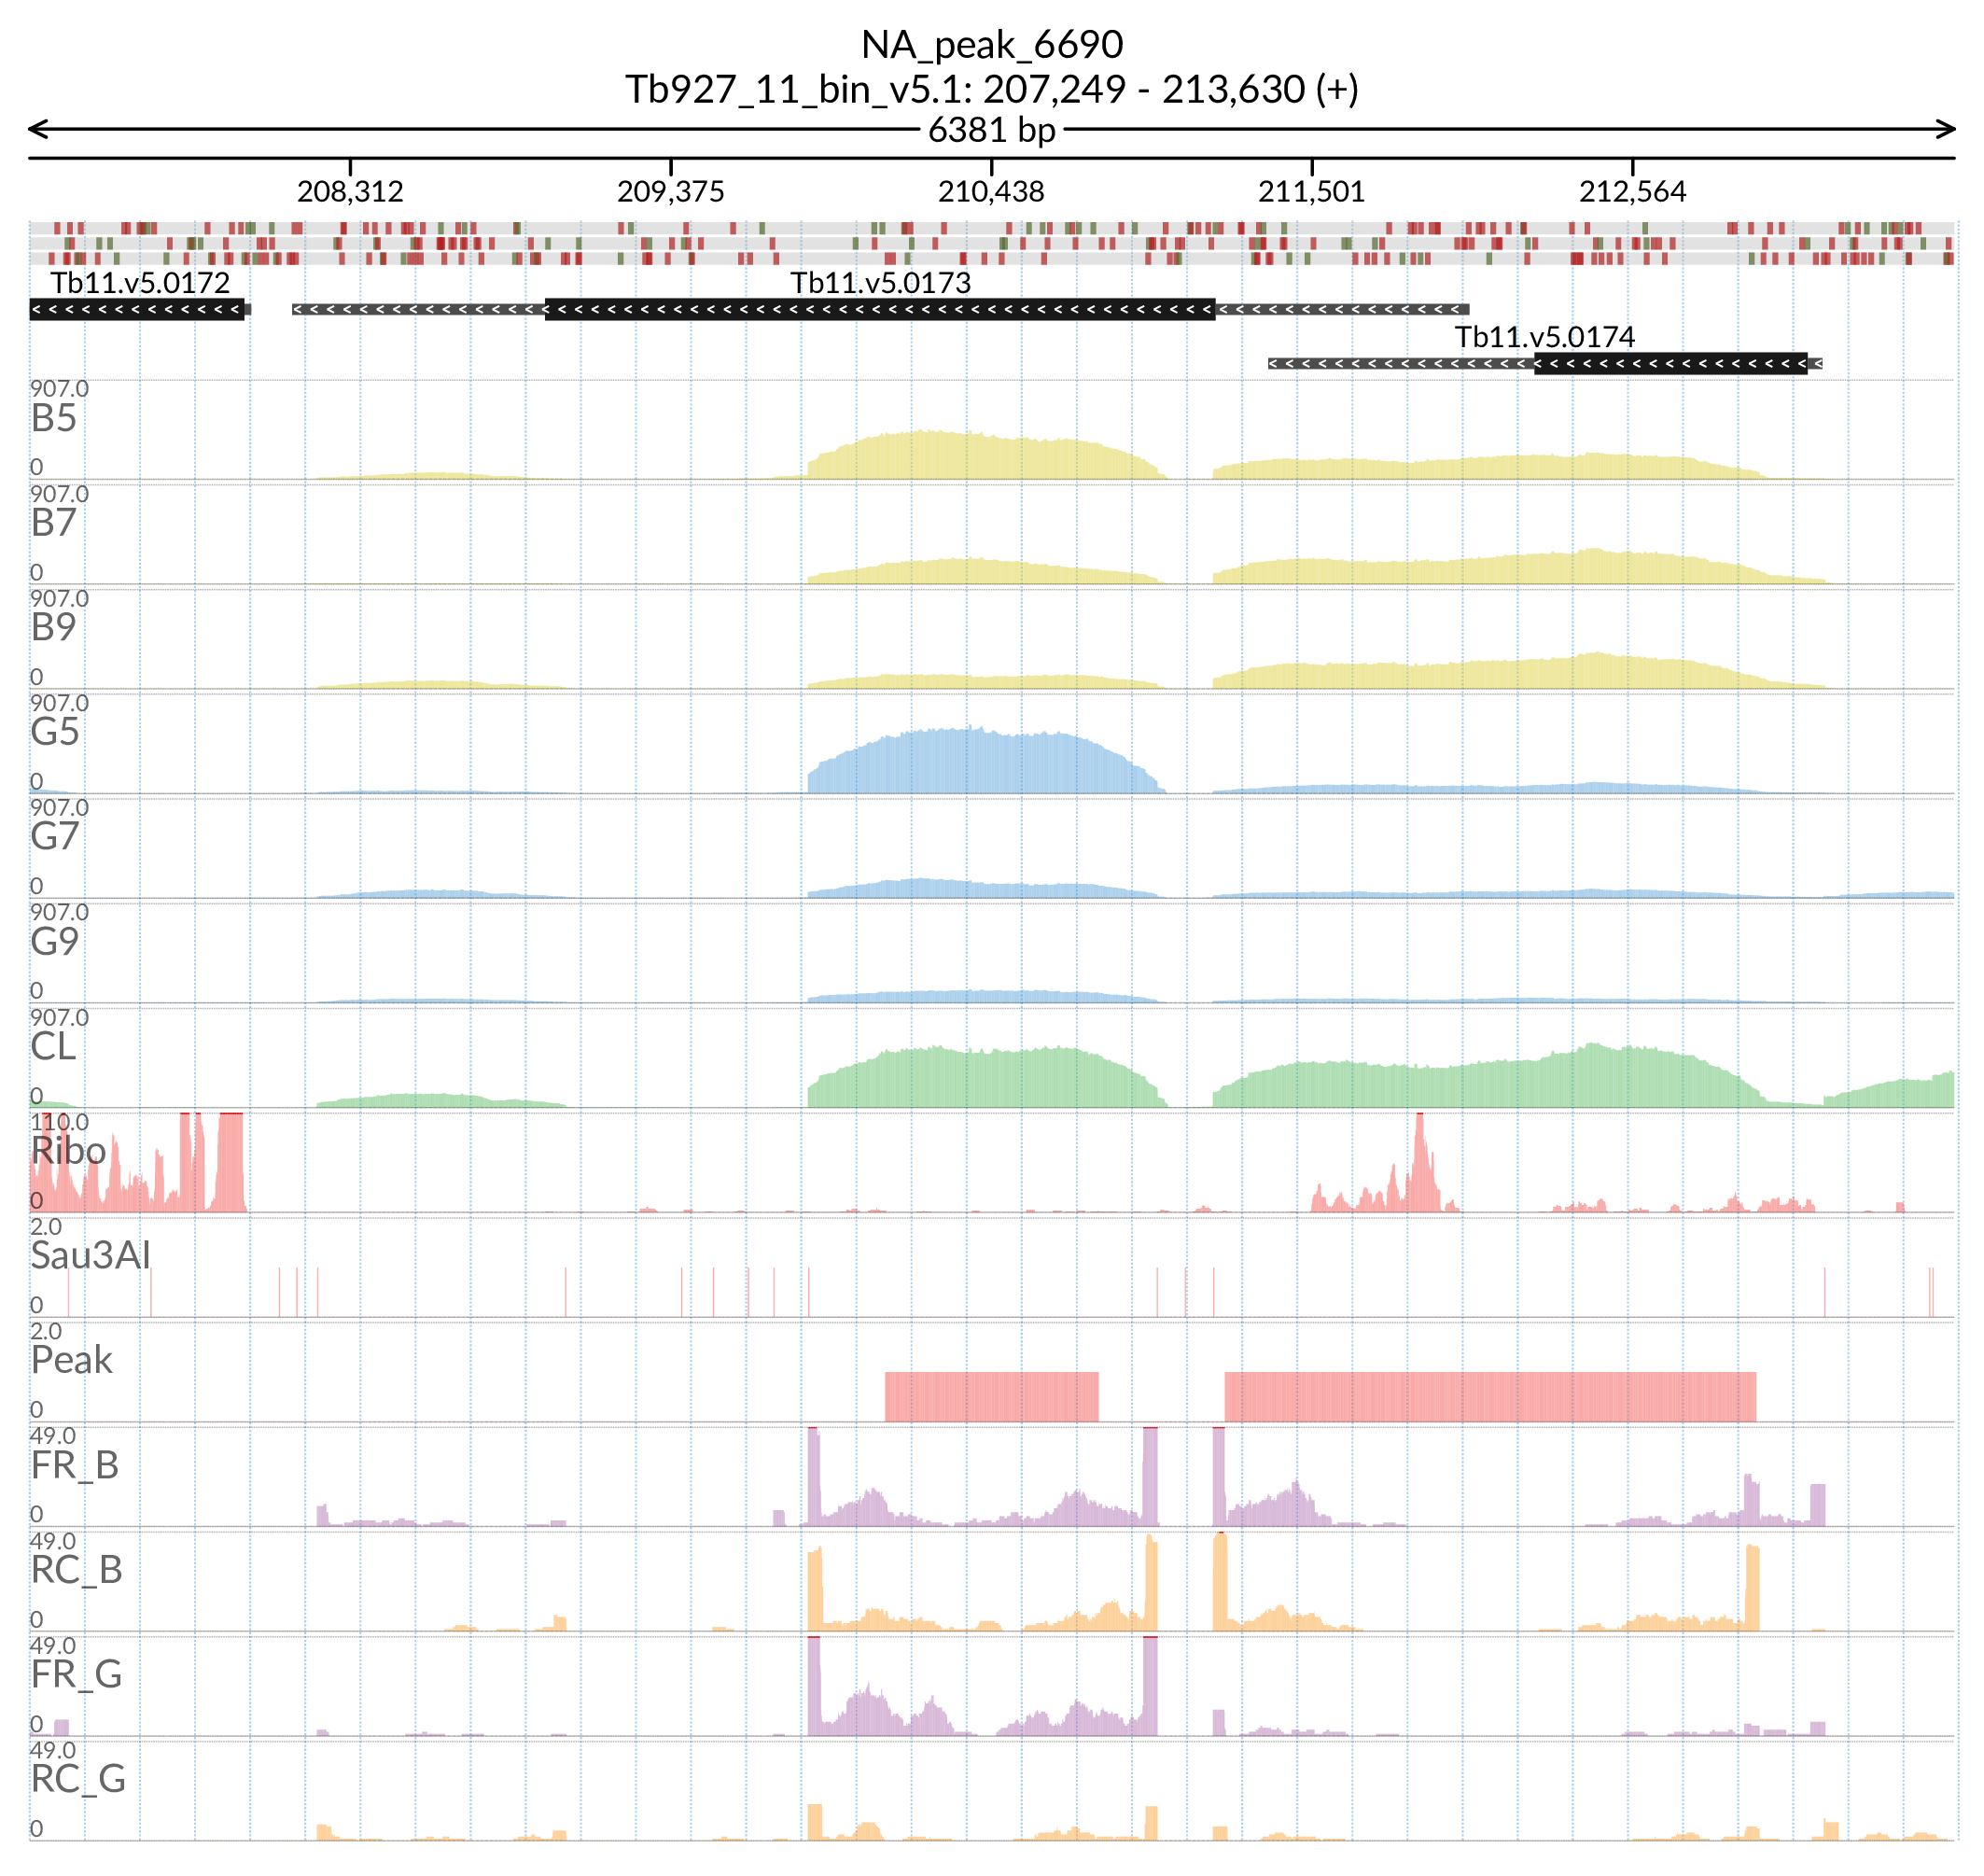 NA_peak_6690
Tb927_11_bin_v5.1: 207,249 - 213,630 (+)
6381 bp
208,312 209,375 210,438 211,501 212,564
Tb11.v5.0172 Tb11.v5.0173
Tb11.v5.0174
907.0
B5
0
907.0
B7
0
907.0
B9
0
907.0
G5
0
907.0
G7
0
907.0
G9
0
907.0
CL
0
110.0
Ribo
0
2.0
Sau3AI
0
2.0
Peak
0
49.0
FR_B
0
49.0
RC_B
0
49.0
FR_G
0
49.0
RC_G
0